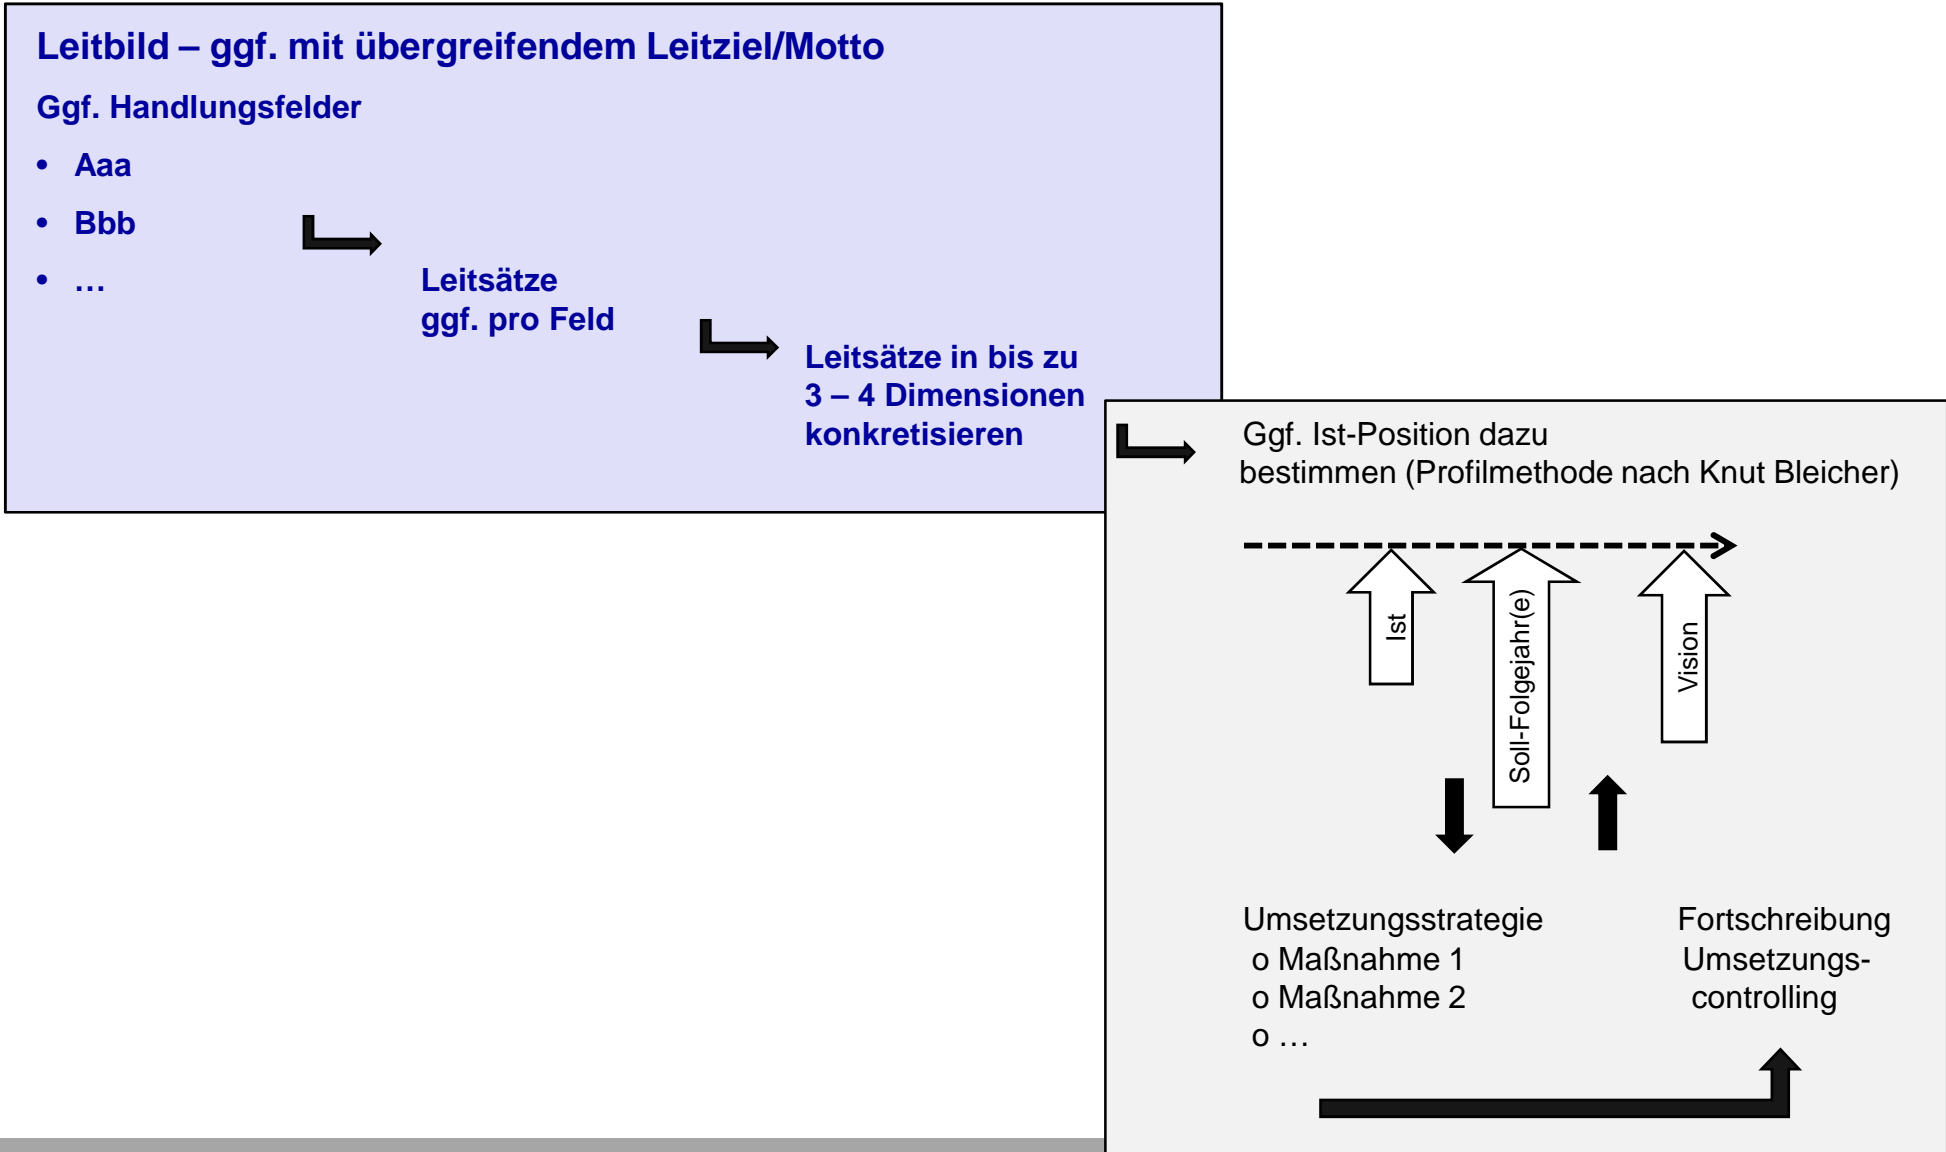 Leitbild – ggf. mit übergreifendem Leitziel/Motto
Ggf. Handlungsfelder
• Aaa
• Bbb
• …
Leitsätze
ggf. pro Feld
Leitsätze in bis zu
3 – 4 Dimensionen
konkretisieren
Ggf. Ist-Position dazu
bestimmen (Profilmethode nach Knut Bleicher)
Ist
Soll-Folgejahr(e)
Vision
Umsetzungsstrategie
o Maßnahme 1
o Maßnahme 2
o …
Fortschreibung
Umsetzungs-
controlling